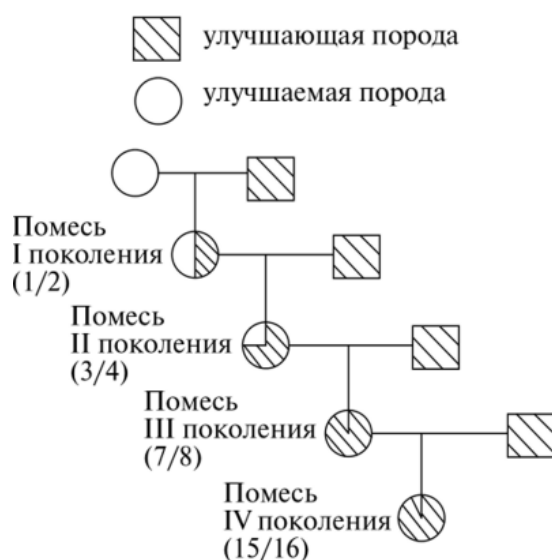 улучшающая порода
улучшаемая порода
Помесь
I поколения
(1/2)
Помесь
II поколения
(3/4)
Помесь
III поколения
(7/8)
Помесь
IV поколения
(15/16)